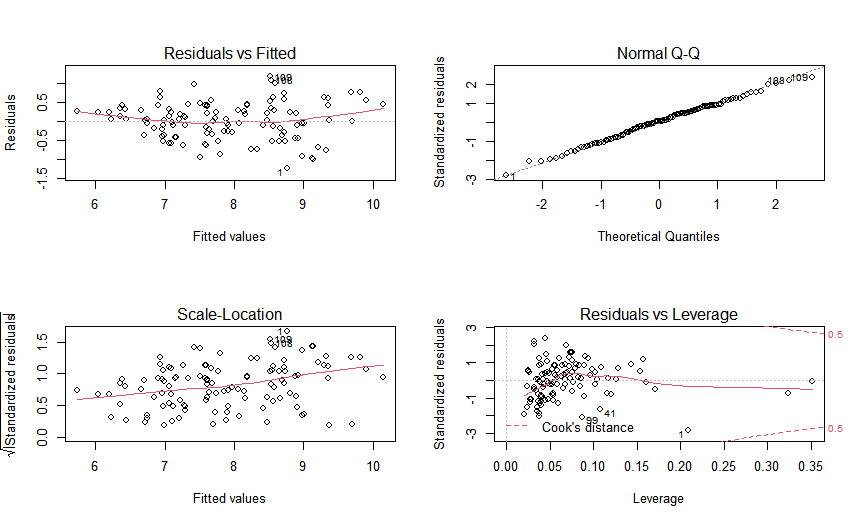 Residuals vs Fitted
Residuals
-1.5 -0.5 0.5
109
108
1
6 7 8 9 10
Fitted values
Normal Q-Q
Standardized residuals
-3 -1 1 2
108 109
1
-2 -1 0 1 2
Theoretical Quantiles
Scale-Location
√|Standardized residuals|
0.0 0.5 1.0 1.5
1
109
108
6 7 8 9 10
Fitted values
Residuals vs Leverage
Standardized residuals
-3 -1 1 3
0.5
41
99
1
Cook's distance
0.5
0.00 0.05 0.10 0.15 0.20 0.25 0.30 0.35
Leverage